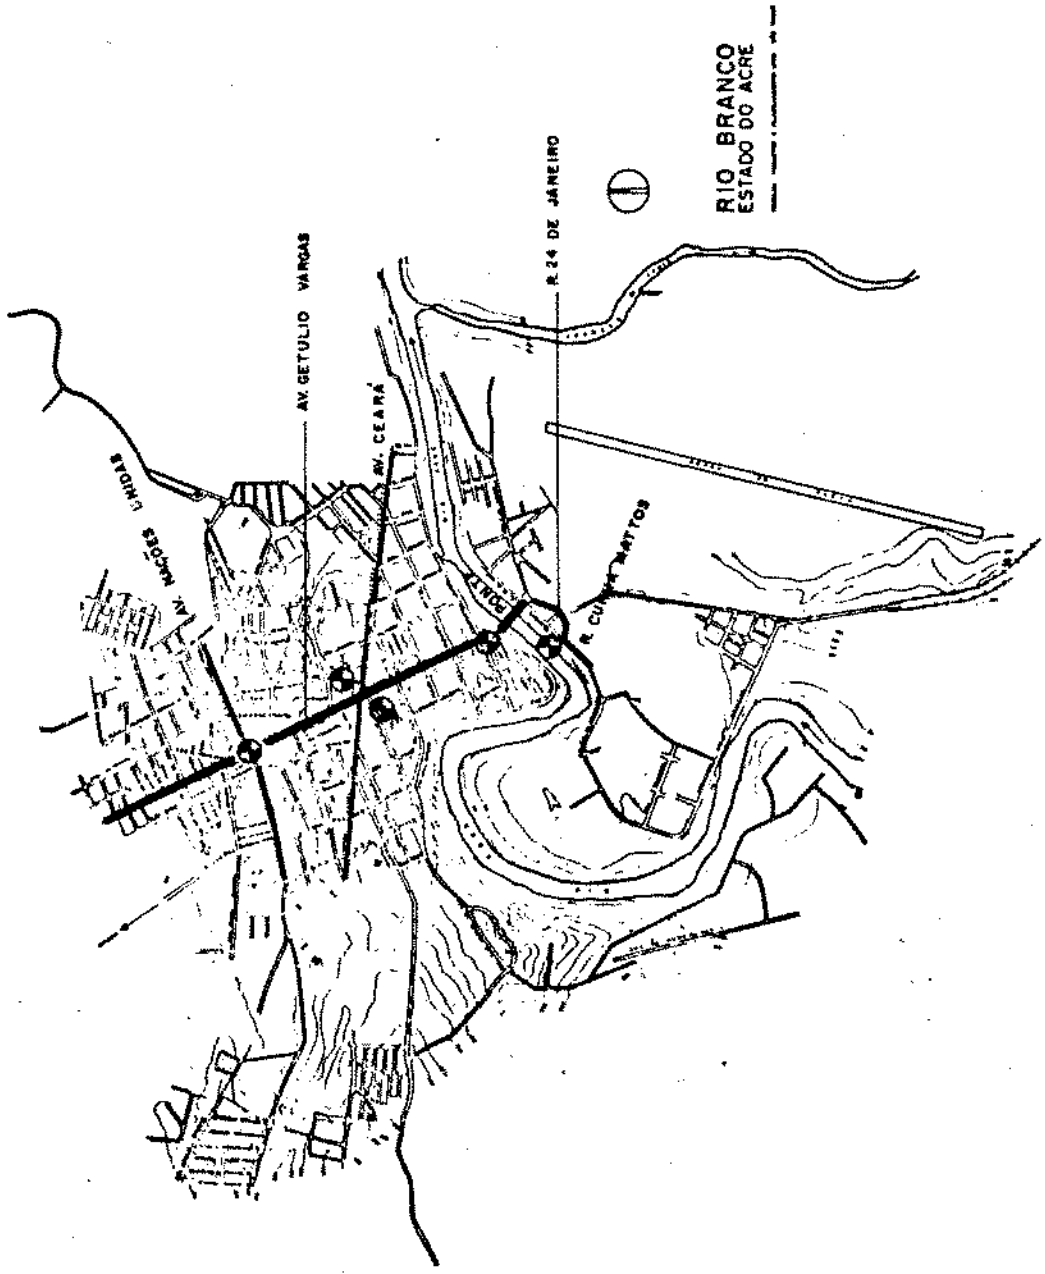 RIO BRANCO
ESTADO DO ACRE
R. 24 DE JANEIRO
AV. GETULIO VARGAS
AV. CEARÁ
AV. NAÇÕES UNIDAS
PONTE
R. CUNHA MATTOS